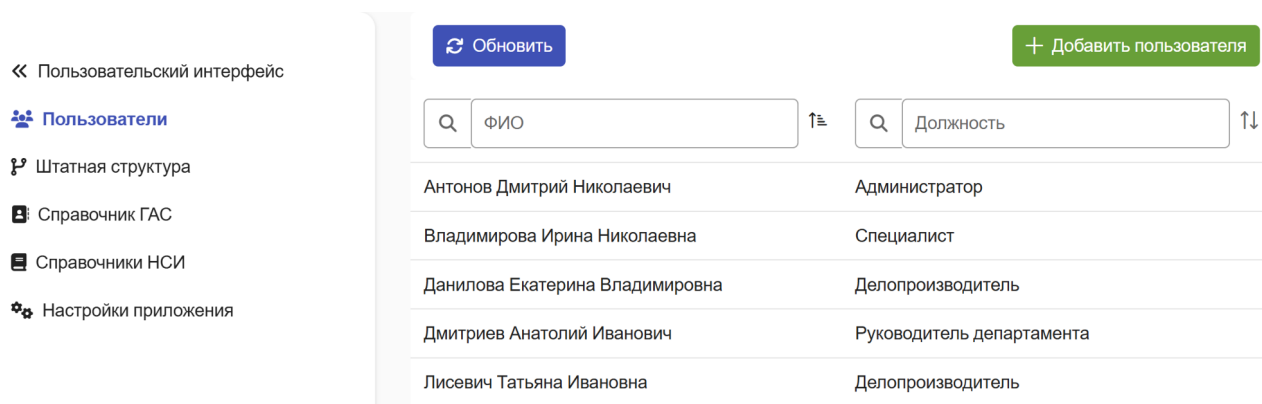 Пользовательский интерфейс
Пользователи
Штатная структура
Справочник ГАС
Справочники НСИ
Настройки приложения
Обновить
Добавить пользователя
ФИО
Должность
Антонов Дмитрий Николаевич Администратор
Владимирова Ирина Николаевна Специалист
Данилова Екатерина Владимировна Делопроизводитель
Дмитриев Анатолий Иванович Руководитель департамента
Лисевич Татьяна Ивановна Делопроизводитель